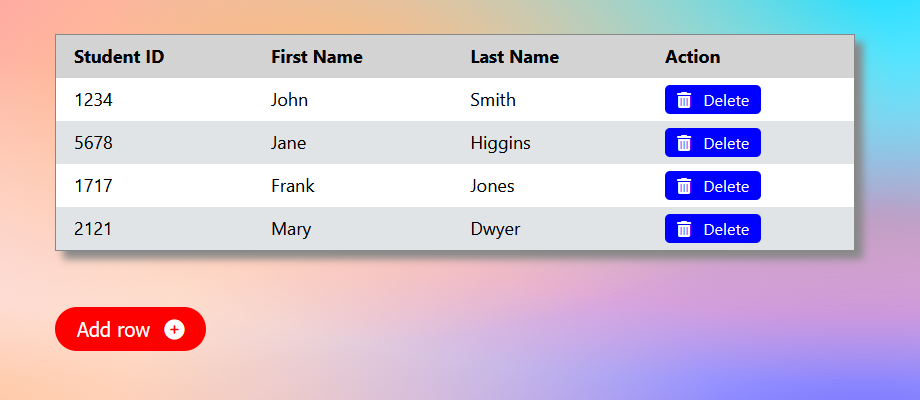 Student ID First Name Last Name Action
1234 John Smith Delete
5678 Jane Higgins Delete
1717 Frank Jones Delete
2121 Mary Dwyer Delete
Add row